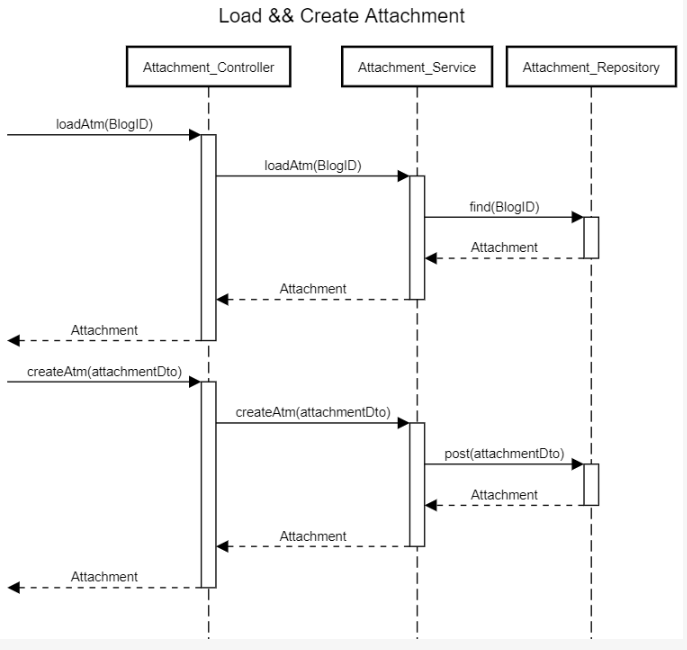 Load && Create Attachment
Attachment_Controller
Attachment_Service
Attachment_Repository
loadAtm(BlogID)
loadAtm(BlogID)
find(BlogID)
Attachment
Attachment
Attachment
createAtm(attachmentDto)
createAtm(attachmentDto)
post(attachmentDto)
Attachment
Attachment
Attachment